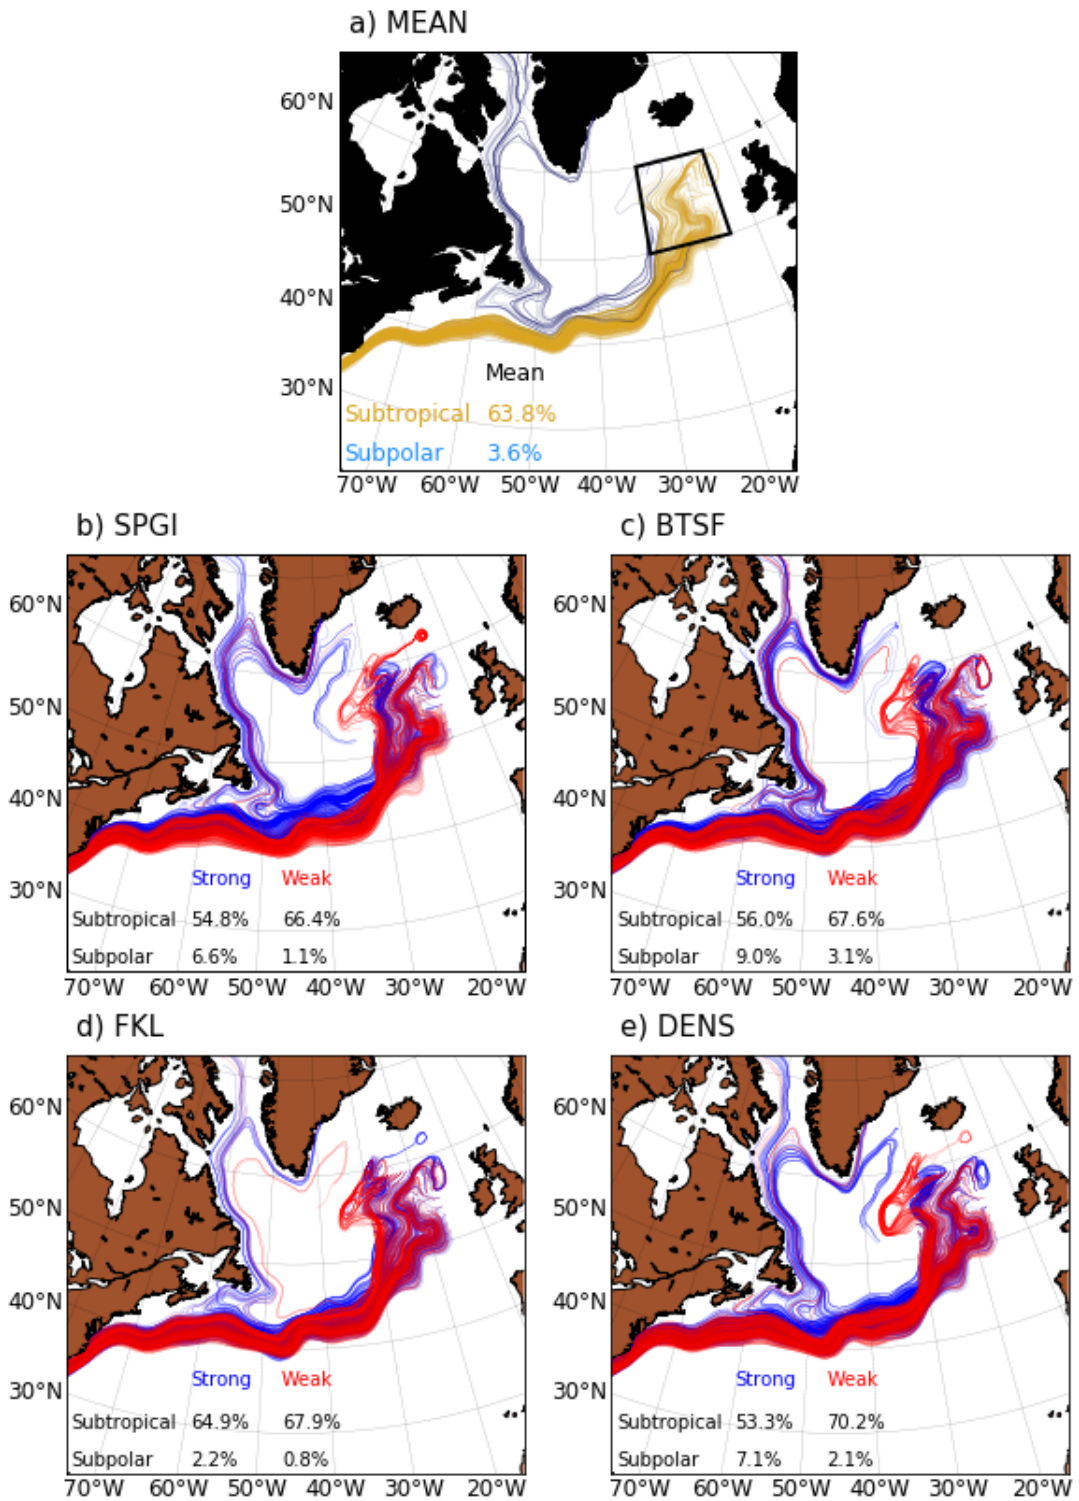 a) MEAN
60°N
50°N
40°N
30°N
Mean
Subtropical 63.8%
Subpolar 3.6%
70°W 60°W 50°W 40°W 30°W 20°W
b) SPGI
60°N
50°N
40°N
30°N
Strong Weak
Subtropical 54.8% 66.4%
Subpolar 6.6% 1.1%
70°W 60°W 50°W 40°W 30°W 20°W
c) BTSF
60°N
50°N
40°N
30°N
Strong Weak
Subtropical 56.0% 67.6%
Subpolar 9.0% 3.1%
70°W 60°W 50°W 40°W 30°W 20°W
d) FKL
60°N
50°N
40°N
30°N
Strong Weak
Subtropical 64.9% 67.9%
Subpolar 2.2% 0.8%
70°W 60°W 50°W 40°W 30°W 20°W
e) DENS
60°N
50°N
40°N
30°N
Strong Weak
Subtropical 53.3% 70.2%
Subpolar 7.1% 2.1%
70°W 60°W 50°W 40°W 30°W 20°W